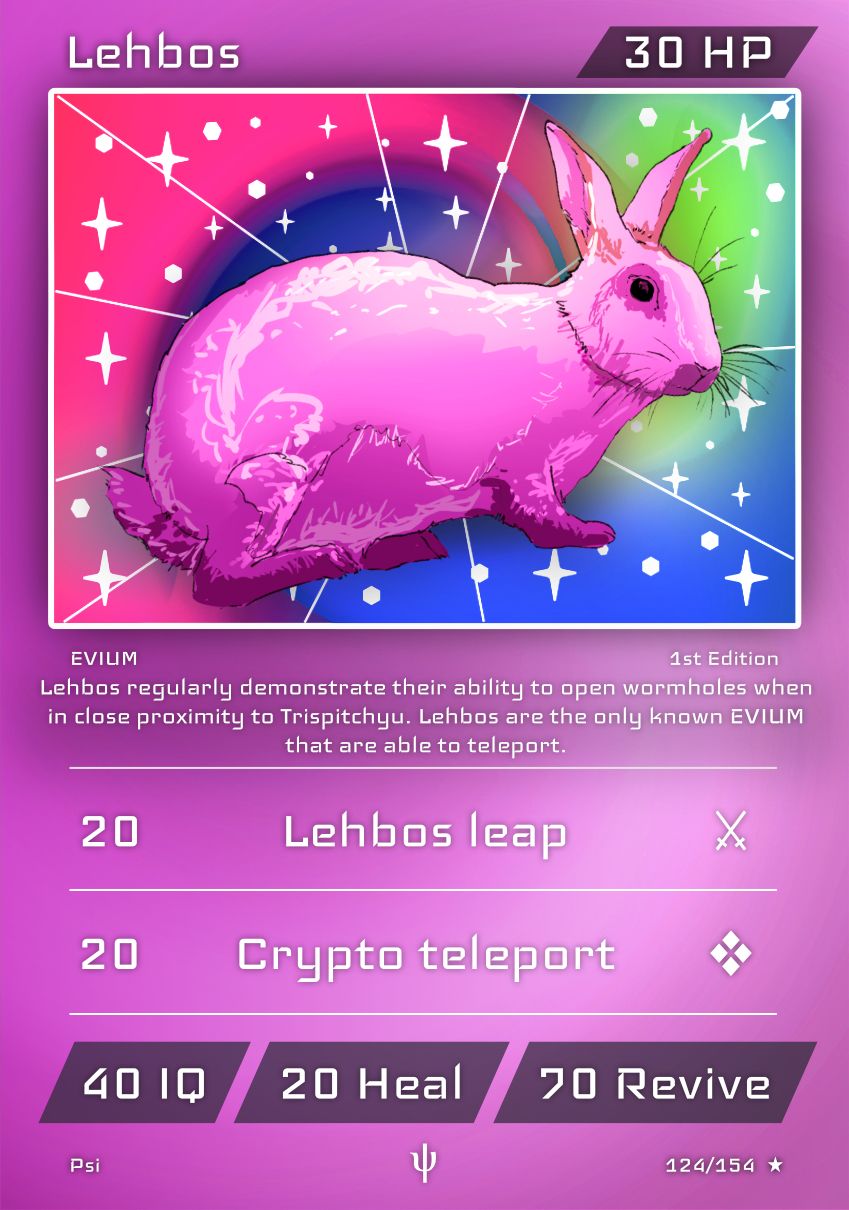 Lehbos
30 HP
EVIUM
1st Edition
Lehbos regularly demonstrate their ability to open wormholes when
in close proximity to Trispitchyu. Lehbos are the only known EVIUM
that are able to teleport.
20 Lehbos leap
20 Crypto teleport
40 IQ
20 Heal
70 Revive
Psi
ψ
124/154 ★